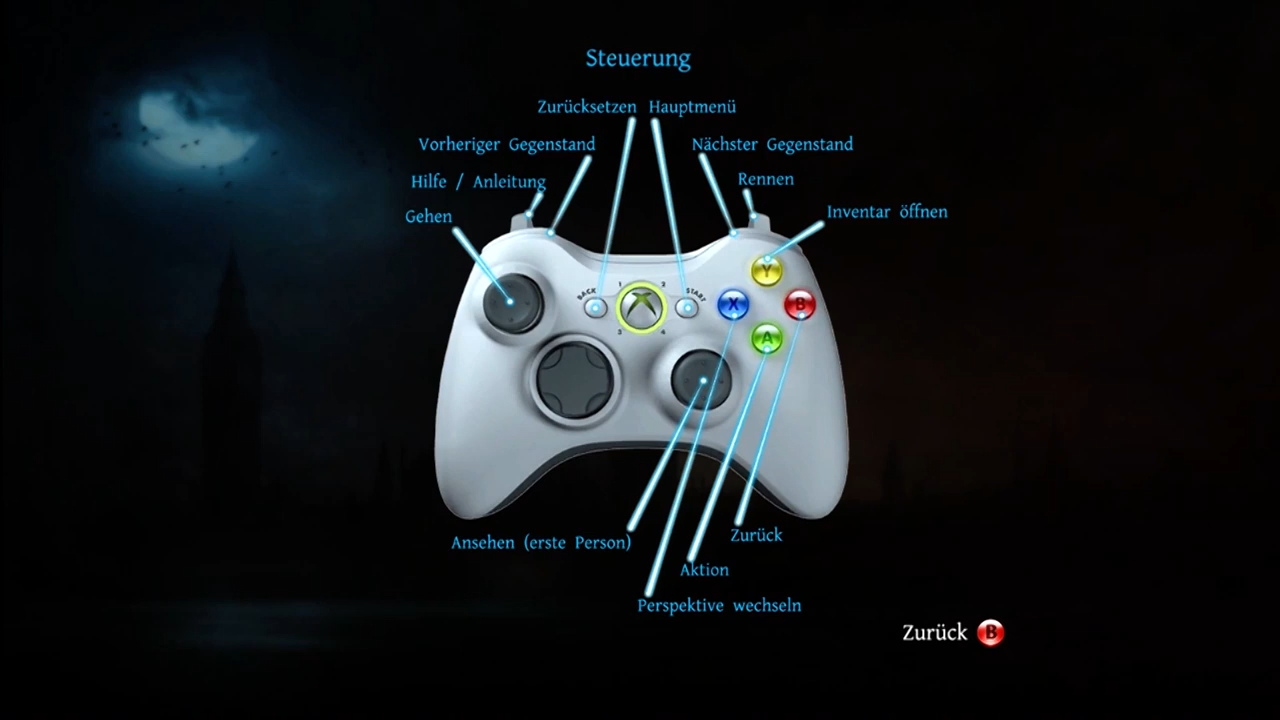 Steuerung
Zurücksetzen Hauptmenü
Vorheriger Gegenstand
Nächster Gegenstand
Hilfe / Anleitung
Rennen
Gehen
Inventar öffnen
Y
BACK
1
2
START
X
B
3
4
A
Ansehen (erste Person)
Zurück
Aktion
Perspektive wechseln
Zurück B